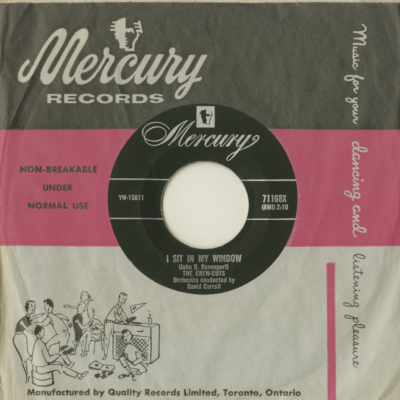 Mercury
RECORDS
Music for your dancing and listening pleasure
NON-BREAKABLE
UNDER
NORMAL USE
Mercury
YW-15811
71168X
(BMI) 2:10
I SIT IN MY WINDOW
(John R. Davenport)
THE CREW-CUTS
Orchestra conducted by
David Carroll
Manufactured by Quality Records Limited, Toronto, Ontario